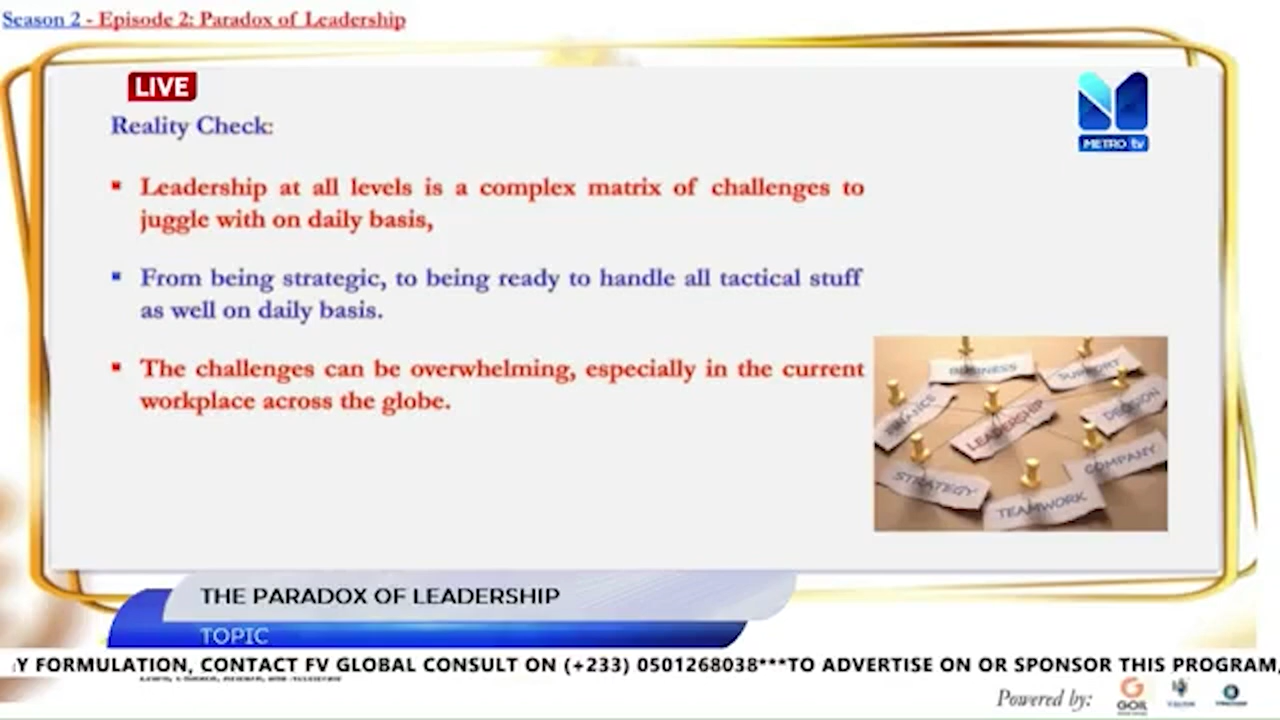 Season 2 - Episode 2: Paradox of Leadership
LIVE
METRO tv
Reality Check:
Leadership at all levels is a complex matrix of challenges to
juggle with on daily basis,
From being strategic, to being ready to handle all tactical stuff
as well on daily basis.
The challenges can be overwhelming, especially in the current
workplace across the globe.
BUSINESS
SUPPORT
FINANCE
LEADERSHIP
DECISION
STRATEGY
COMPANY
TEAMWORK
THE PARADOX OF LEADERSHIP
TOPIC
Y FORMULATION, CONTACT FV GLOBAL CONSULT ON (+233) 0501268038***TO ADVERTISE ON OR SPONSOR THIS PROGRAM,
Powered by:
GOIL